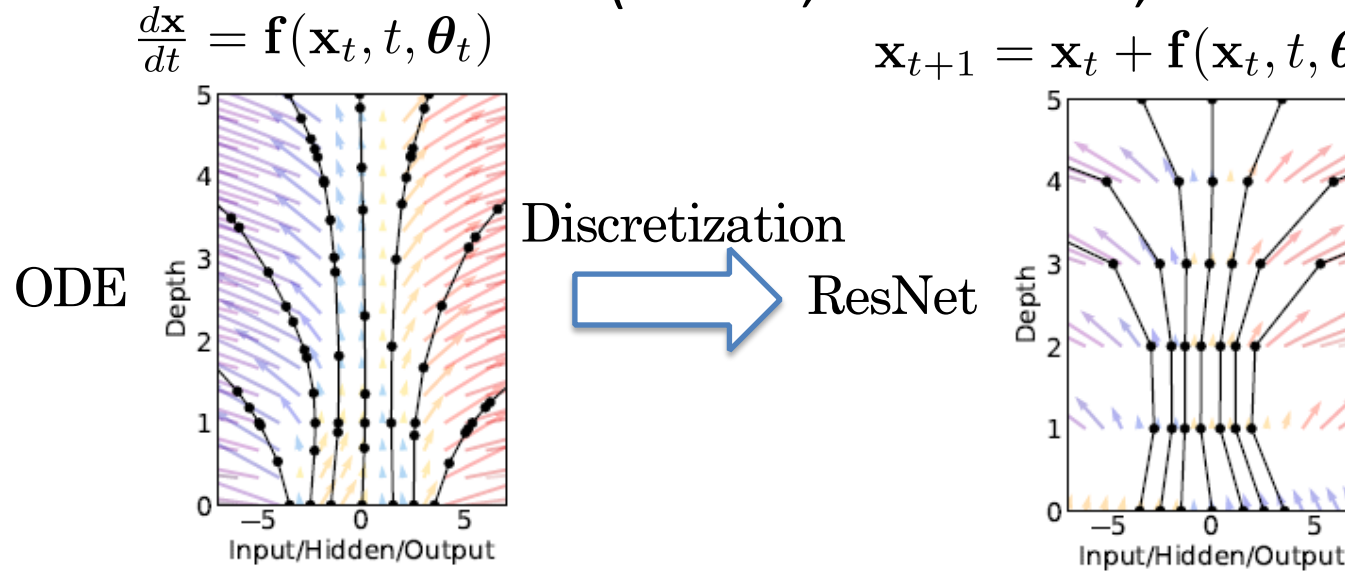 dx/dt = f(x_t, t, θ_t)
x_{t+1} = x_t + f(x_t, t, θ
ODE
Depth
5
4
3
2
1
0
−5 0 5
Input/Hidden/Output
Discretization
ResNet
Depth
5
4
3
2
1
0
−5 0 5
Input/Hidden/Output